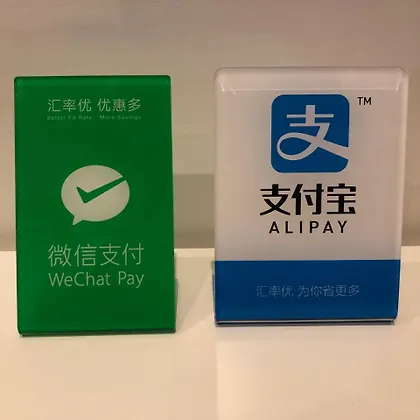 汇率优 优惠多
Better FX Rate More Savings
微信支付
WeChat Pay
支 TM
支付宝
ALIPAY
汇率优 为你省更多